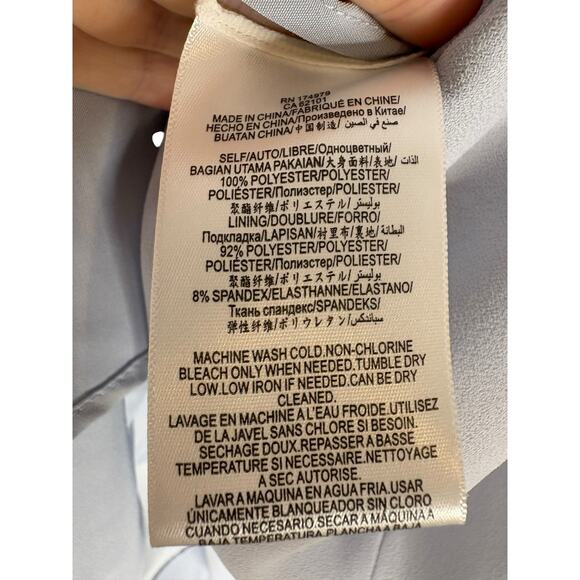 RN 174979
CA 62101
MADE IN CHINA/FABRIQUÉ EN CHINE/
HECHO EN CHINA/Произведено в Китае/
BUATAN CHINA/中国制造/ صنع في الصين/
SELF/AUTO/LIBRE/Одноцветный/
BAGIAN UTAMA PAKAIAN/大身面料/表地/ الذات/
100% POLYESTER/POLYESTER/
POLIÉSTER/Полиэстер/POLIESTER/
聚酯纤维/ポリエステル/ بوليستر/
LINING/DOUBLURE/FORRO/
Подкладка/LAPISAN/衬里布/裏地/ البطانة/
92% POLYESTER/POLYESTER/
POLIÉSTER/Полиэстер/POLIESTER/
聚酯纤维/ポリエステル/ بوليستر/
8% SPANDEX/ELASTHANNE/ELASTANO/
Ткань спандекс/SPANDEKS/
弹性纤维/ポリウレタン/ سباندكس/
MACHINE WASH COLD.NON-CHLORINE
BLEACH ONLY WHEN NEEDED.TUMBLE DRY
LOW.LOW IRON IF NEEDED.CAN BE DRY
CLEANED.
LAVAGE EN MACHINE A L'EAU FROIDE.UTILISEZ
DE LA JAVEL SANS CHLORE SI BESOIN.
SECHAGE DOUX.REPASSER A BASSE
TEMPERATURE SI NECESSAIRE.NETTOYAGE
A SEC AUTORISE.
LAVAR A MAQUINA EN AGUA FRIA.USAR
ÚNICAMENTE BLANQUEADOR SIN CLORO
CUANDO NECESARIO.SECAR A MAQUINA A
BAJA TEMPERATURA PLANCHA A BAJA